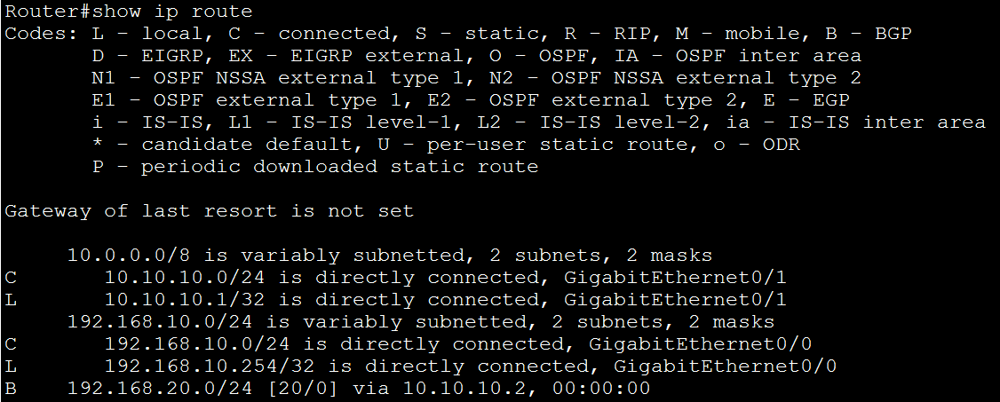 Router#show ip route
Codes: L - local, C - connected, S - static, R - RIP, M - mobile, B - BGP
       D - EIGRP, EX - EIGRP external, O - OSPF, IA - OSPF inter area
       N1 - OSPF NSSA external type 1, N2 - OSPF NSSA external type 2
       E1 - OSPF external type 1, E2 - OSPF external type 2, E - EGP
       i - IS-IS, L1 - IS-IS level-1, L2 - IS-IS level-2, ia - IS-IS inter area
       * - candidate default, U - per-user static route, o - ODR
       P - periodic downloaded static route

Gateway of last resort is not set

     10.0.0.0/8 is variably subnetted, 2 subnets, 2 masks
C       10.10.10.0/24 is directly connected, GigabitEthernet0/1
L       10.10.10.1/32 is directly connected, GigabitEthernet0/1
     192.168.10.0/24 is variably subnetted, 2 subnets, 2 masks
C       192.168.10.0/24 is directly connected, GigabitEthernet0/0
L       192.168.10.254/32 is directly connected, GigabitEthernet0/0
B    192.168.20.0/24 [20/0] via 10.10.10.2, 00:00:00